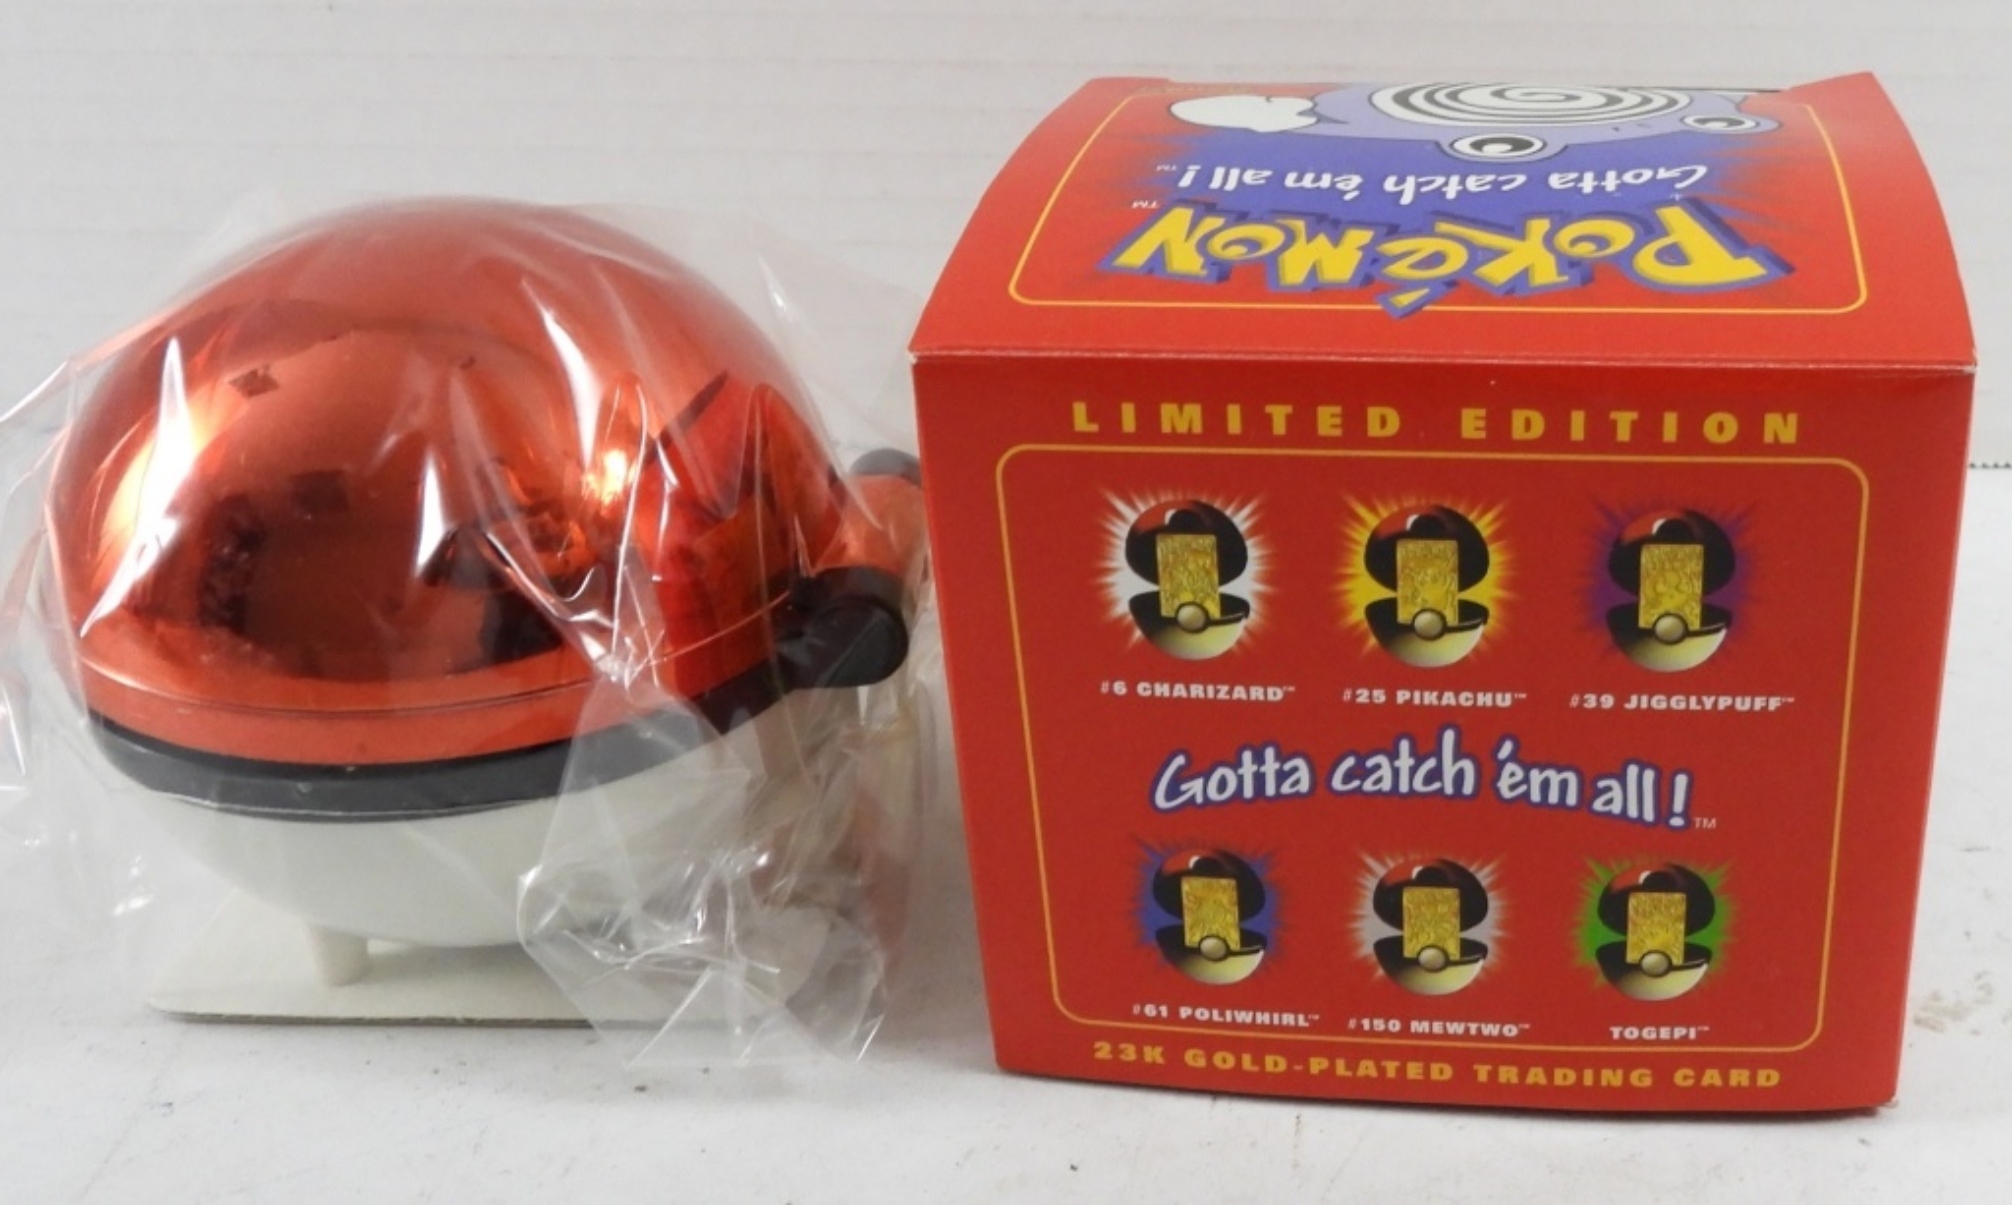 Gotta catch 'em all!™
POKéMON™
LIMITED EDITION
#6 CHARIZARD™ #25 PIKACHU™ #39 JIGGLYPUFF™
Gotta catch 'em all!™
#61 POLIWHIRL™ #150 MEWTWO™ TOGEPI™
23K GOLD-PLATED TRADING CARD